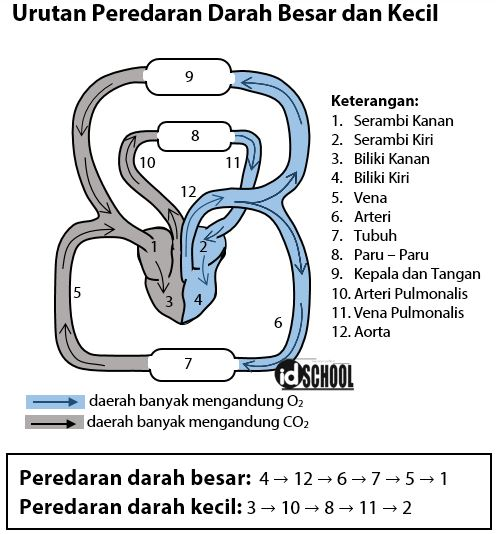 Urutan Peredaran Darah Besar dan Kecil
9
8
10
11
12
1
2
3
4
5
6
7
Keterangan:
1. Serambi Kanan
2. Serambi Kiri
3. Biliki Kanan
4. Biliki Kiri
5. Vena
6. Arteri
7. Tubuh
8. Paru – Paru
9. Kepala dan Tangan
10. Arteri Pulmonalis
11. Vena Pulmonalis
12. Aorta
idSCHOOL
daerah banyak mengandung O₂
daerah banyak mengandung CO₂
Peredaran darah besar: 4 → 12 → 6 → 7 → 5 → 1
Peredaran darah kecil: 3 → 10 → 8 → 11 → 2